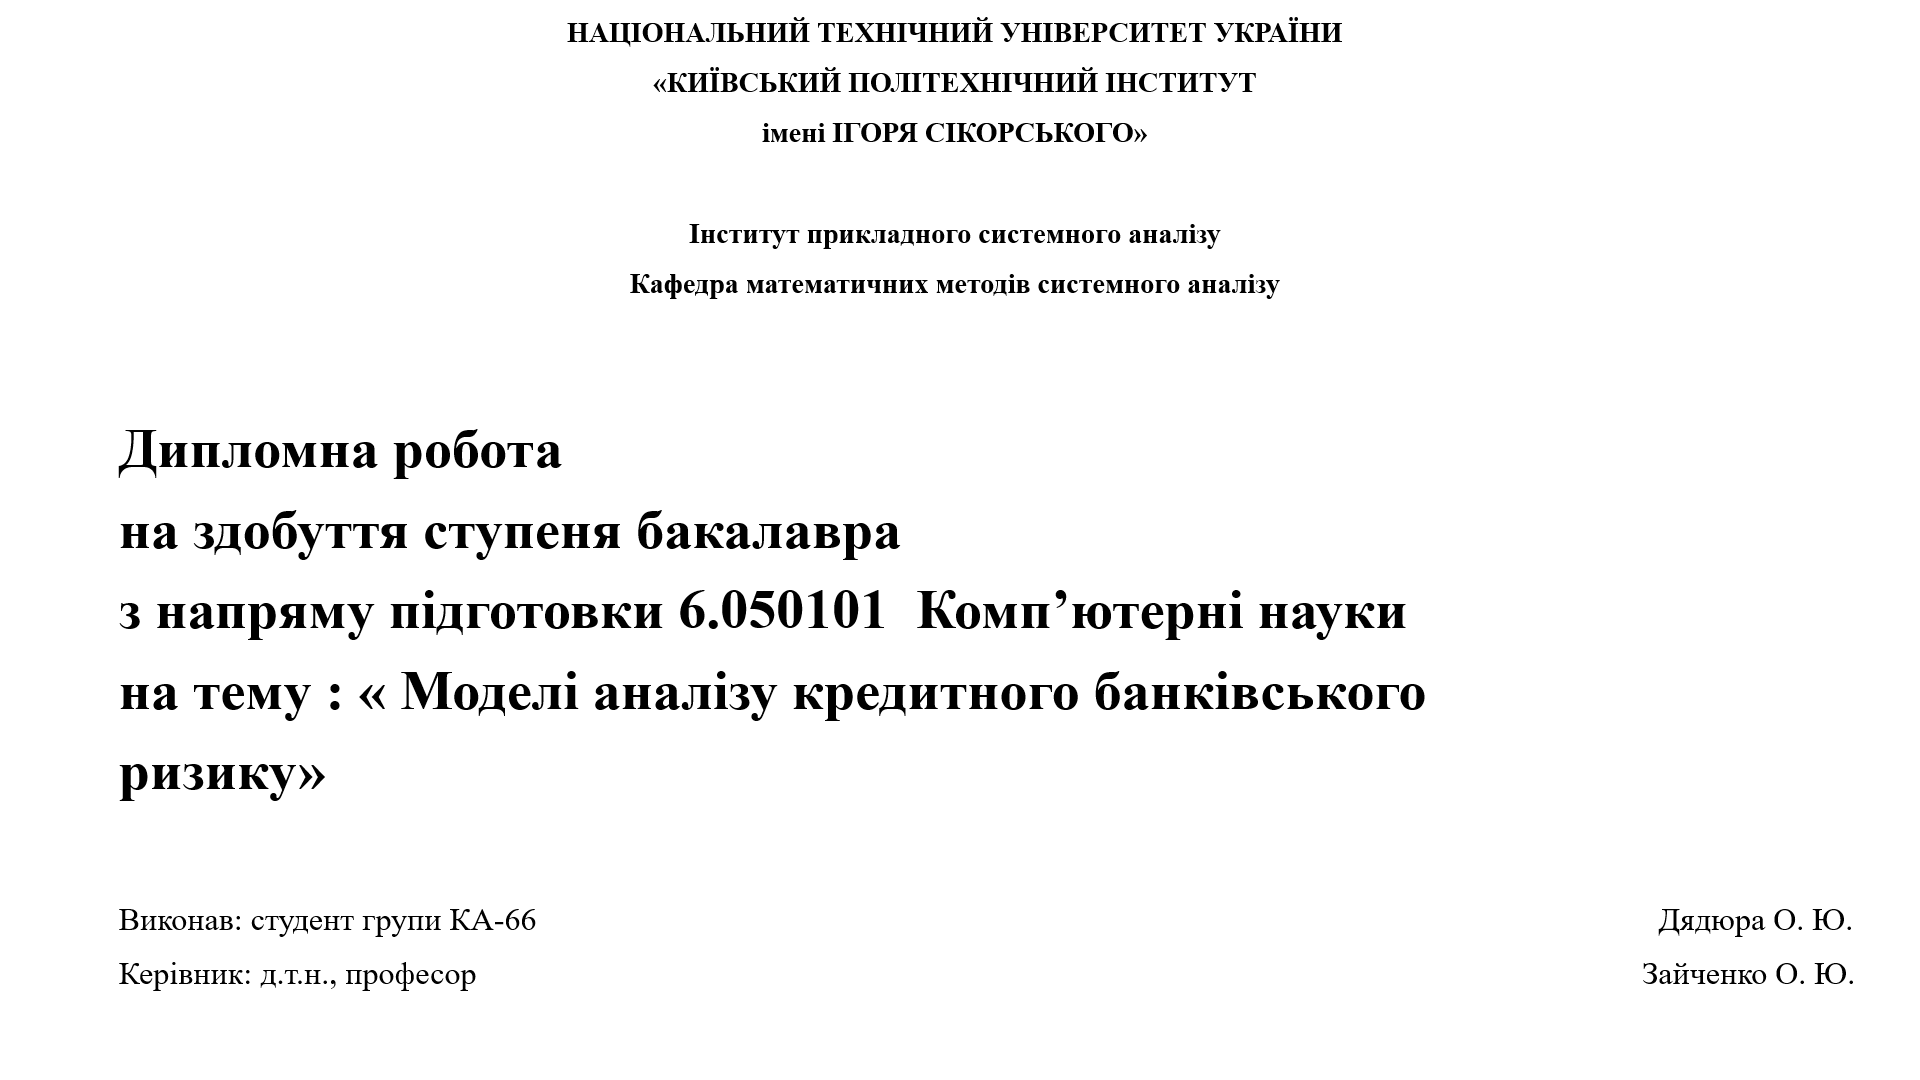 НАЦІОНАЛЬНИЙ ТЕХНІЧНИЙ УНІВЕРСИТЕТ УКРАЇНИ
«КИЇВСЬКИЙ ПОЛІТЕХНІЧНИЙ ІНСТИТУТ
імені ІГОРЯ СІКОРСЬКОГО»
Інститут прикладного системного аналізу
Кафедра математичних методів системного аналізу
Дипломна робота
на здобуття ступеня бакалавра
з напряму підготовки 6.050101  Комп’ютерні науки
на тему : « Моделі аналізу кредитного банківського
ризику»
Виконав: студент групи КА-66 Дядюра О. Ю.
Керівник: д.т.н., професор Зайченко О. Ю.